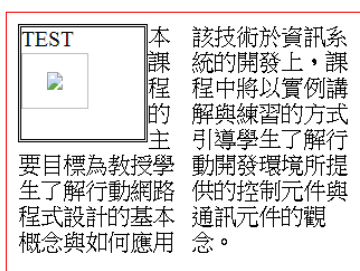 TEST
本
課
程
的
主
要目標為教授學
生了解行動網路
程式設計的基本
概念與如何應用
該技術於資訊系
統的開發上，課
程中將以實例講
解與練習的方式
引導學生了解行
動開發環境所提
供的控制元件與
通訊元件的觀
念。